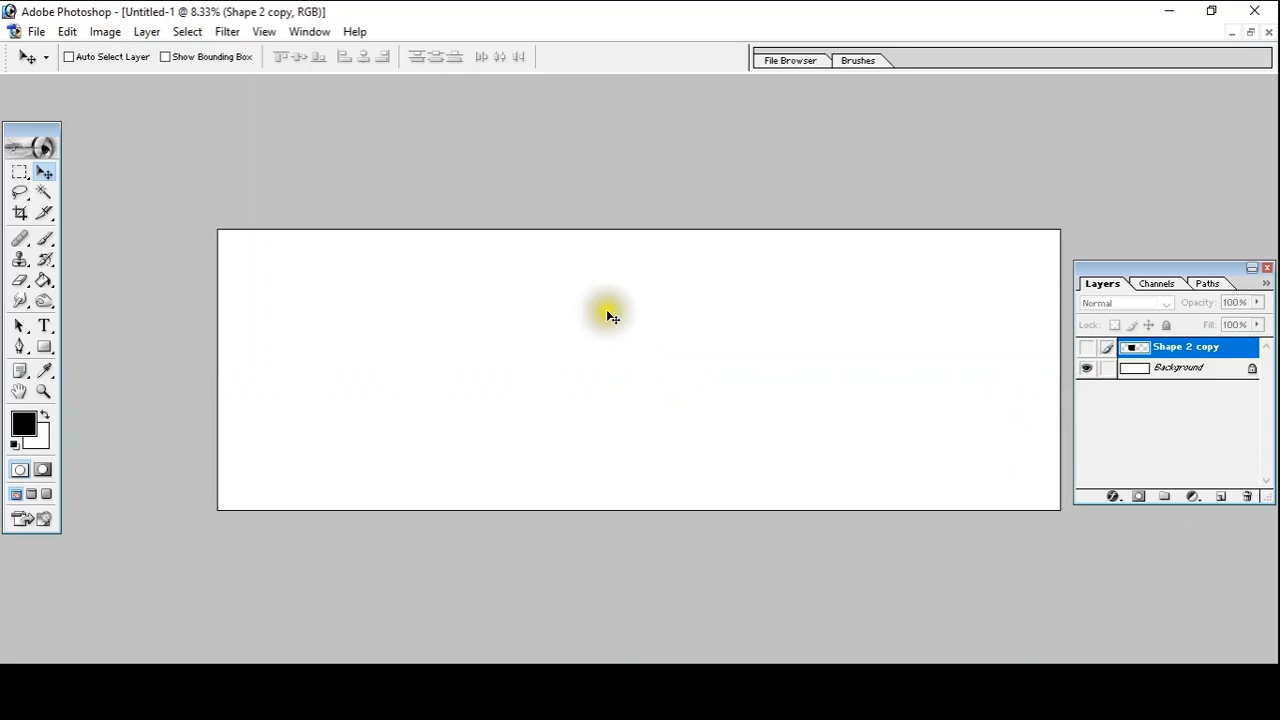 Adobe Photoshop - [Untitled-1 @ 8.33% (Shape 2 copy, RGB)]
File Edit Image Layer Select Filter View Window Help
Auto Select Layer Show Bounding Box File Browser Brushes
Layers Channels Paths
Normal Opacity: 100%
Lock: Fill: 100%
Shape 2 copy
Background
T